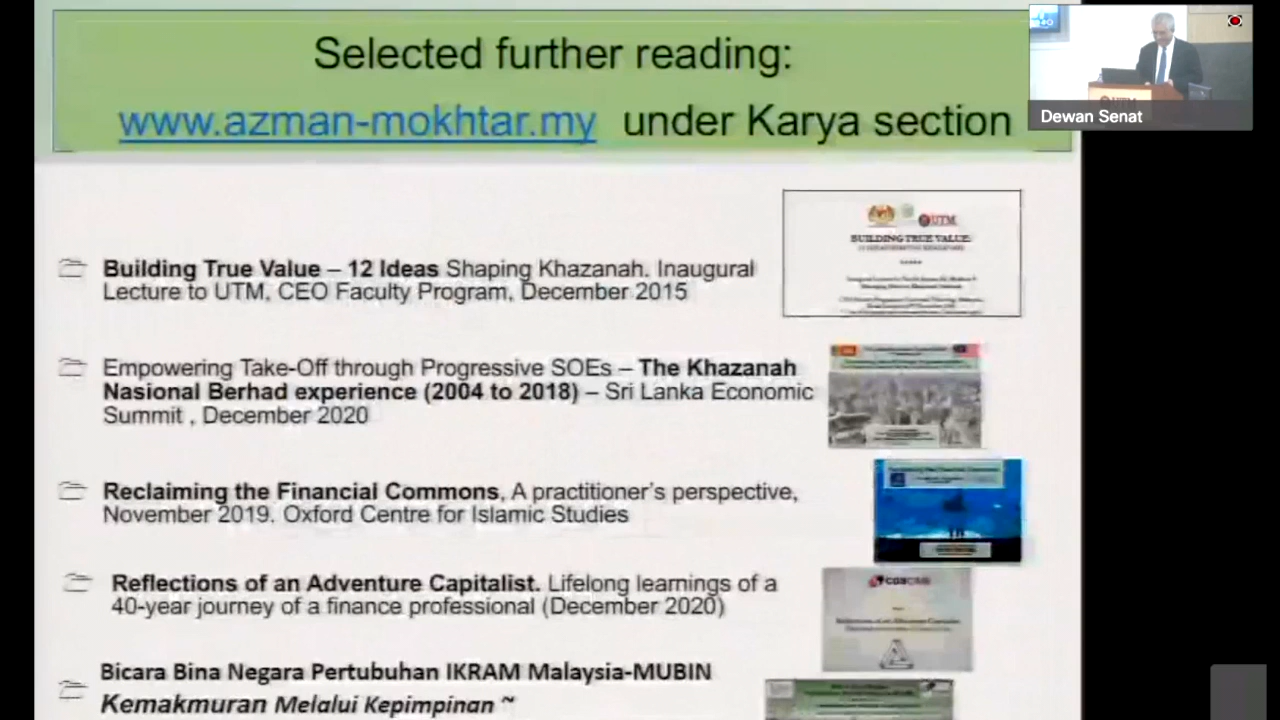 Selected further reading:
www.azman-mokhtar.my under Karya section
Dewan Senat
UTM
BUILDING TRUE VALUE:
Building True Value – 12 Ideas Shaping Khazanah. Inaugural
Lecture to UTM, CEO Faculty Program, December 2015
Empowering Take-Off through Progressive SOEs – The Khazanah
Nasional Berhad experience (2004 to 2018) – Sri Lanka Economic
Summit , December 2020
Reclaiming the Financial Commons, A practitioner's perspective,
November 2019. Oxford Centre for Islamic Studies
Reflections of an Adventure Capitalist. Lifelong learnings of a
40-year journey of a finance professional (December 2020)
Bicara Bina Negara Pertubuhan IKRAM Malaysia-MUBIN
Kemakmuran Melalui Kepimpinan ~